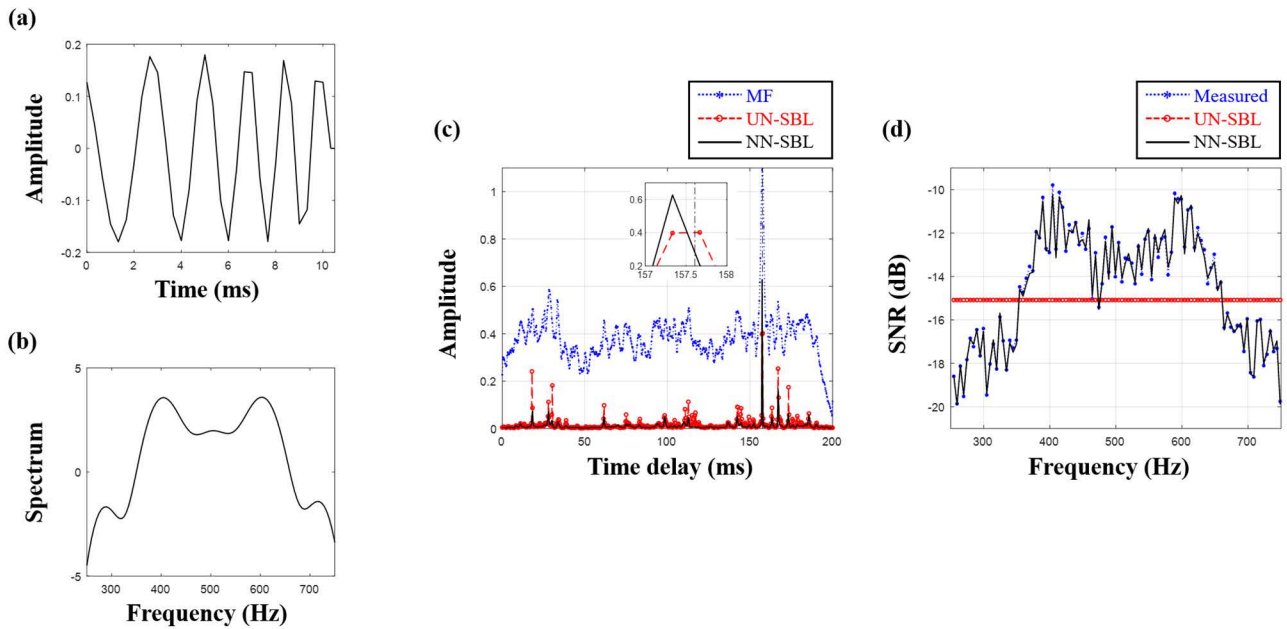 (a)
0.2
0.1
0
-0.1
-0.2
Amplitude
0 2 4 6 8 10
Time (ms)
(b)
5
0
-5
Spectrum
300 400 500 600 700
Frequency (Hz)
(c)
MF
UN-SBL
NN-SBL
1
0.8
0.6
0.4
0.2
0
Amplitude
0.6
0.4
0.2
157 157.5 158
0 50 100 150 200
Time delay (ms)
(d)
Measured
UN-SBL
NN-SBL
-10
-12
-14
-16
-18
-20
SNR (dB)
300 400 500 600 700
Frequency (Hz)